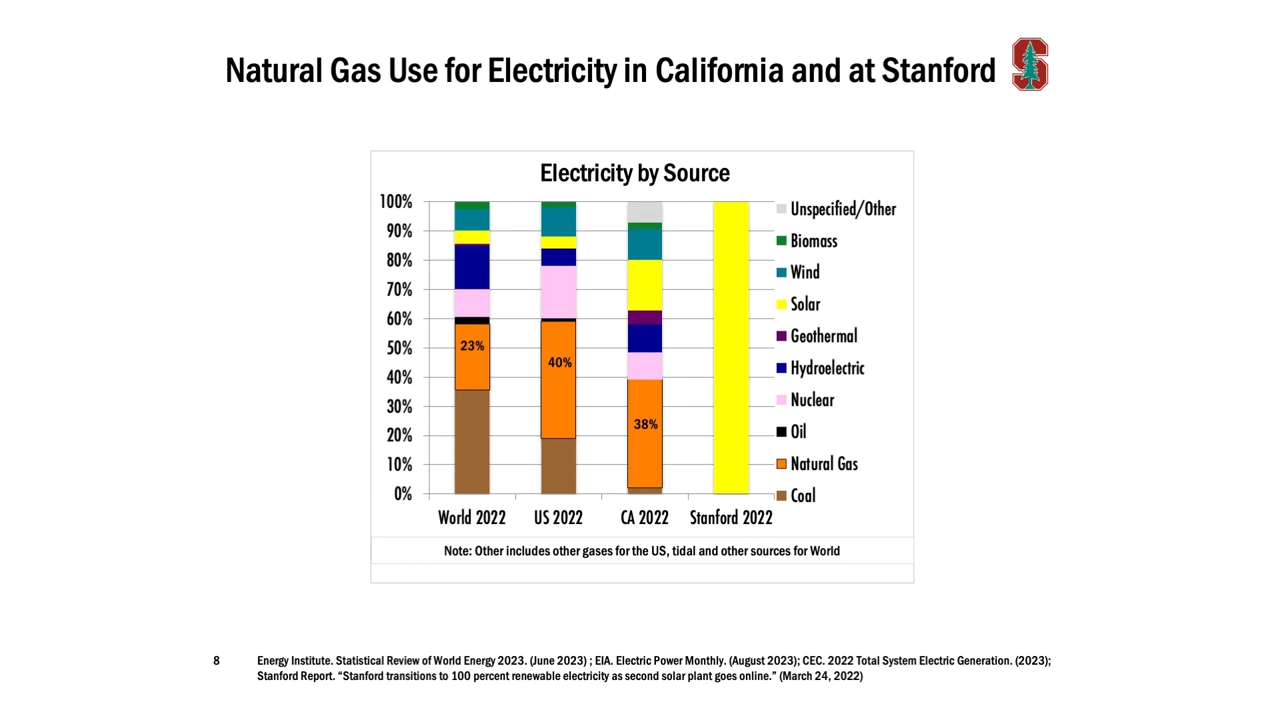 Natural Gas Use for Electricity in California and at Stanford
S
Electricity by Source
100%
90%
80%
70%
60%
50%
40%
30%
20%
10%
0%
23%
40%
38%
World 2022
US 2022
CA 2022
Stanford 2022
Unspecified/Other
Biomass
Wind
Solar
Geothermal
Hydroelectric
Nuclear
Oil
Natural Gas
Coal
Note: Other includes other gases for the US, tidal and other sources for World
8
Energy Institute. Statistical Review of World Energy 2023. (June 2023) ; EIA. Electric Power Monthly. (August 2023); CEC. 2022 Total System Electric Generation. (2023);
Stanford Report. “Stanford transitions to 100 percent renewable electricity as second solar plant goes online.” (March 24, 2022)